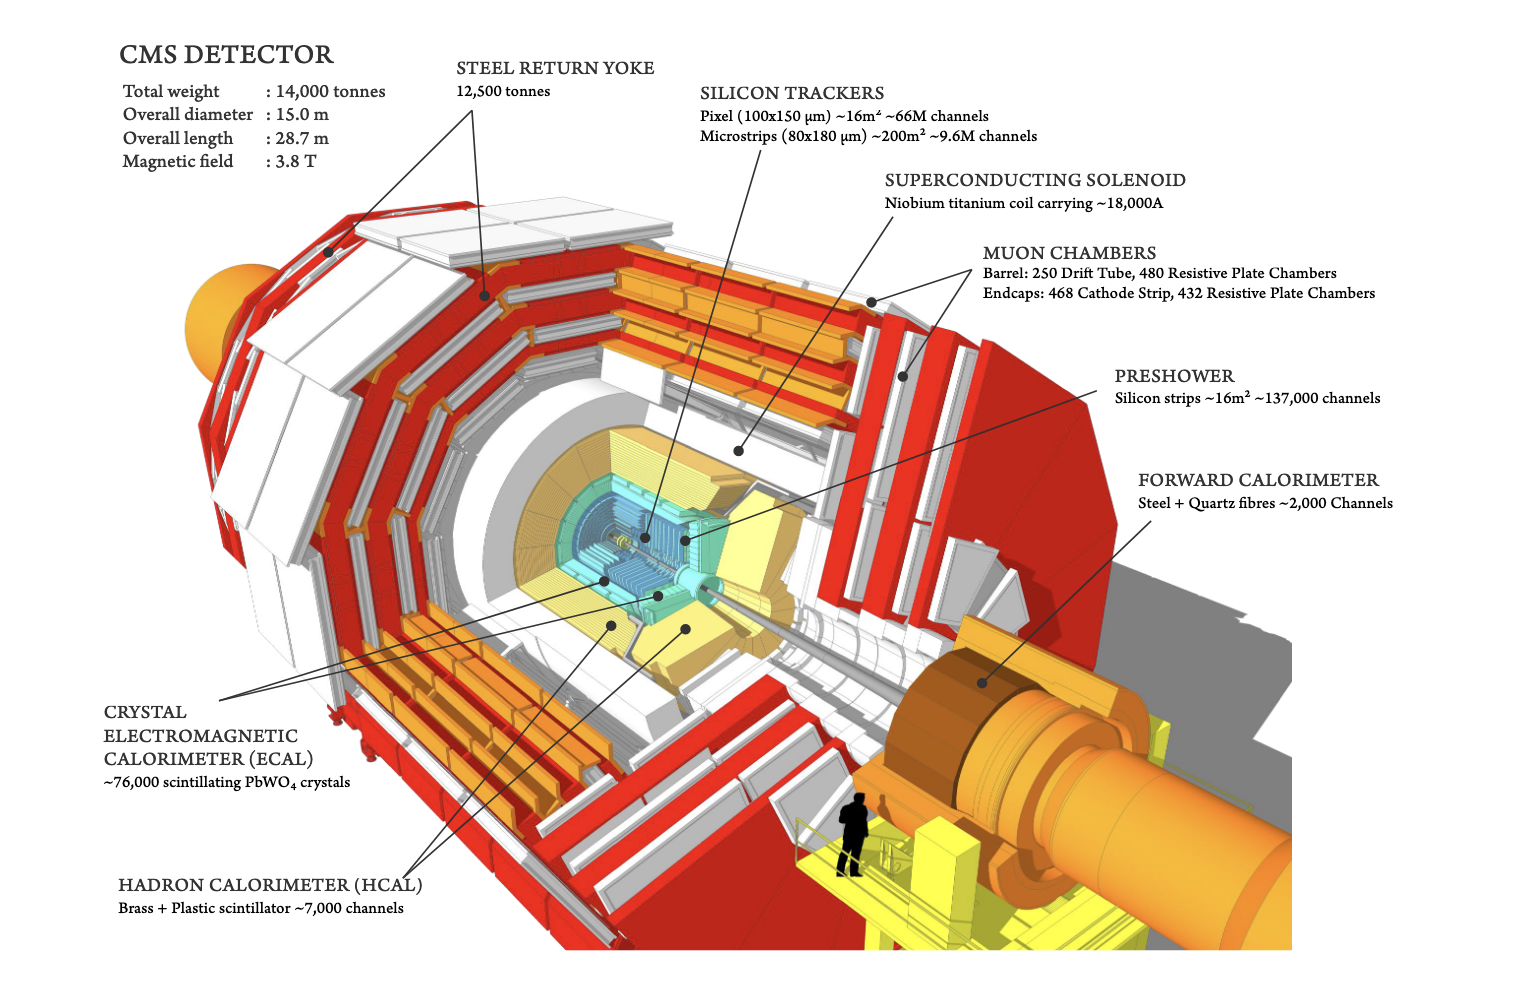 CMS DETECTOR
Total weight : 14,000 tonnes
Overall diameter : 15.0 m
Overall length : 28.7 m
Magnetic field : 3.8 T
STEEL RETURN YOKE
12,500 tonnes
SILICON TRACKERS
Pixel (100x150 μm) ~16m² ~66M channels
Microstrips (80x180 μm) ~200m² ~9.6M channels
SUPERCONDUCTING SOLENOID
Niobium titanium coil carrying ~18,000A
MUON CHAMBERS
Barrel: 250 Drift Tube, 480 Resistive Plate Chambers
Endcaps: 468 Cathode Strip, 432 Resistive Plate Chambers
PRESHOWER
Silicon strips ~16m² ~137,000 channels
FORWARD CALORIMETER
Steel + Quartz fibres ~2,000 Channels
CRYSTAL
ELECTROMAGNETIC
CALORIMETER (ECAL)
~76,000 scintillating PbWO₄ crystals
HADRON CALORIMETER (HCAL)
Brass + Plastic scintillator ~7,000 channels